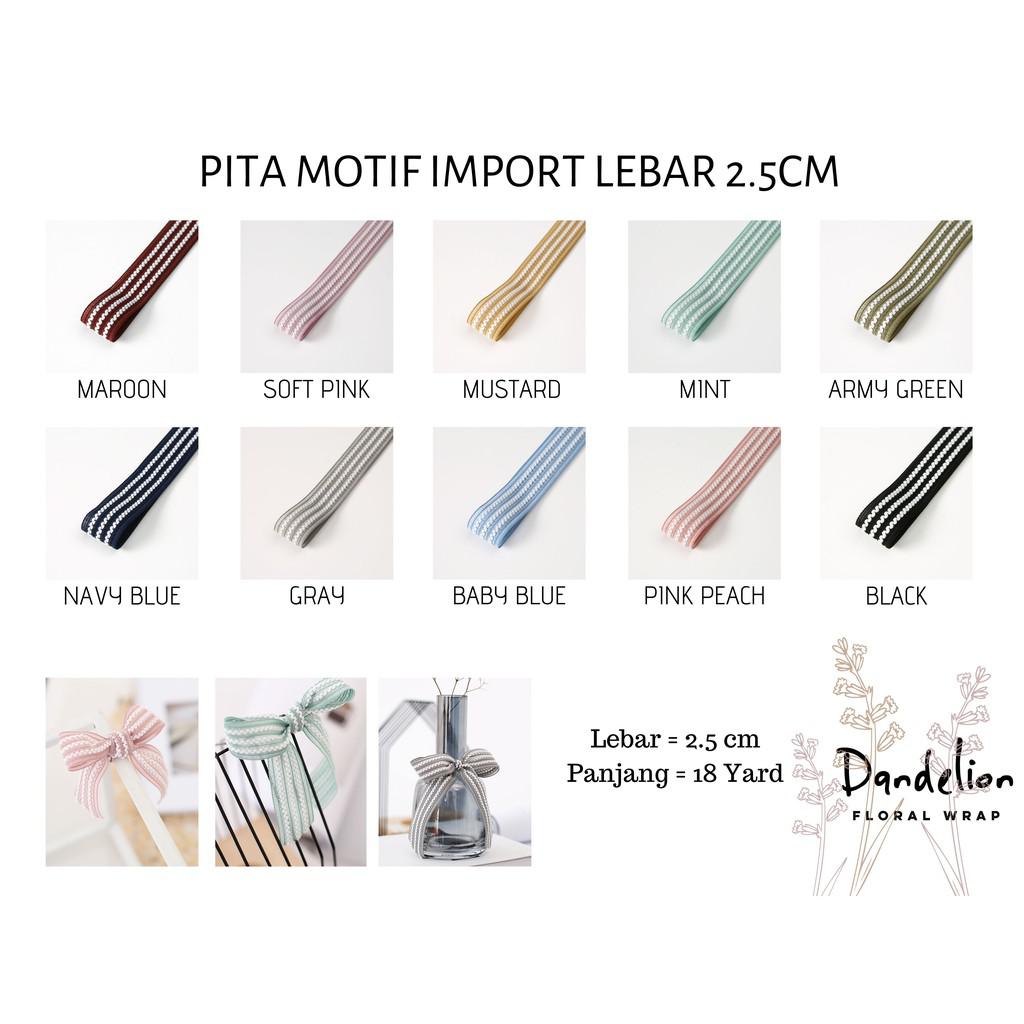 PITA MOTIF IMPORT LEBAR 2.5CM
MAROON
SOFT PINK
MUSTARD
MINT
ARMY GREEN
NAVY BLUE
GRAY
BABY BLUE
PINK PEACH
BLACK
Lebar = 2.5 cm
Panjang = 18 Yard
Dandelion
FLORAL WRAP